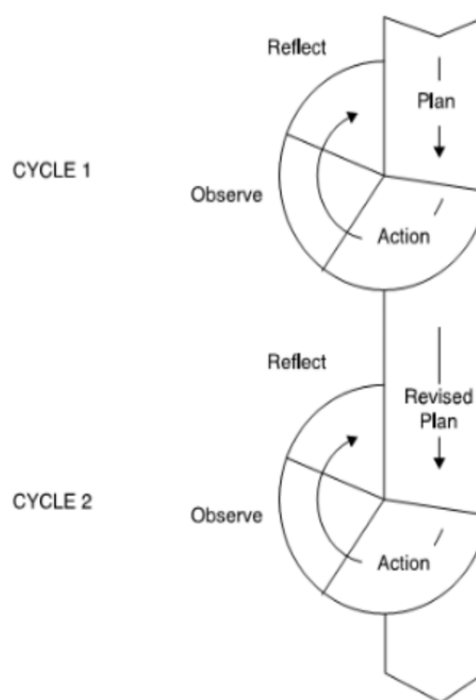 Reflect
Plan
CYCLE 1
Observe
Action
Reflect
Revised
Plan
CYCLE 2
Observe
Action